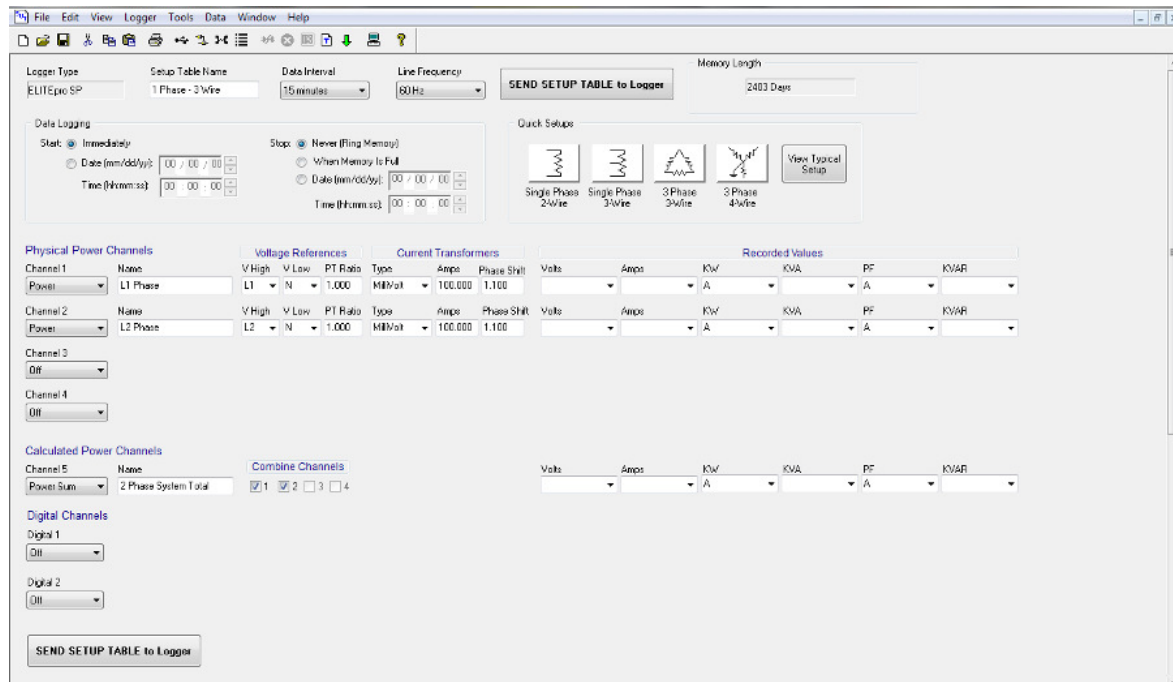 File Edit View Logger Tools Data Window Help
Logger Type Setup Table Name Data Interval Line Frequency Memory Length
ELITEpro SP 1 Phase - 3 Wire 15 minutes 60 Hz SEND SETUP TABLE to Logger 2403 Days
Data Logging Quick Setups
Start: Immediately Stop: Never (Ring Memory)
Date (mm/dd/yy): 00 / 00 / 00 When Memory Is Full
Time (hh:mm:ss): 00 : 00 : 00 Date (mm/dd/yy): 00 / 00 / 00
Time (hh:mm:ss): 00 : 00 : 00
View Typical
Setup
Single Phase Single Phase 3 Phase 3 Phase
2-Wire 3-Wire 3-Wire 4-Wire
Physical Power Channels Voltage References Current Transformers Recorded Values
Channel 1 Name V High V Low PT Ratio Type Amps Phase Shift Volts Amps KW KVA PF KVAR
Power L1 Phase L1 N 1.000 MilliVolt 100.000 1.100 A A
Channel 2 Name V High V Low PT Ratio Type Amps Phase Shift Volts Amps KW KVA PF KVAR
Power L2 Phase L2 N 1.000 MilliVolt 100.000 1.100 A A
Channel 3
Off
Channel 4
Off
Calculated Power Channels
Channel 5 Name Combine Channels Volts Amps KW KVA PF KVAR
Power Sum 2 Phase System Total 1 2 3 4 A A
Digital Channels
Digital 1
Off
Digital 2
Off
SEND SETUP TABLE to Logger